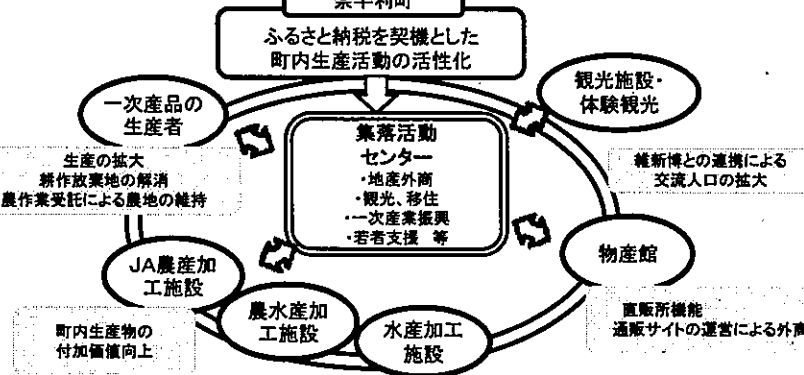 ふるさと納税を契機とした
町内生産活動の活性化
一次産品の
生産者
観光施設・
体験観光
集落活動
センター
・地産外商
・観光、移住
・一次産業振興
・若者支援　等
生産の拡大
耕作放棄地の解消
農作業受託による農地の維持
維新博との連携による
交流人口の拡大
JA農産加
工施設
農水産加
工施設
水産加工
施設
物産館
町内生産物の
付加価値向上
直販所機能
通販サイトの運営による外商